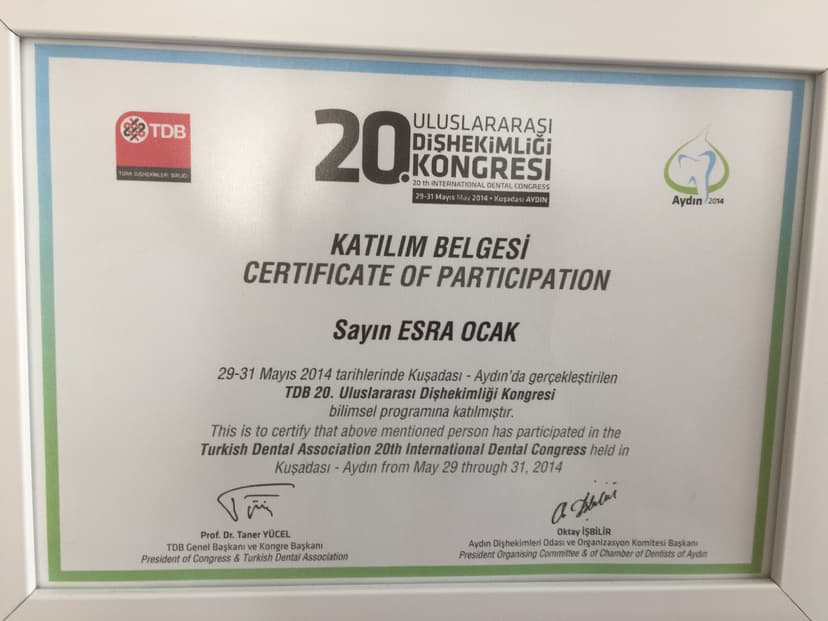 TDB
TÜRK DİŞHEKİMLERİ BİRLİĞİ
20. ULUSLARARASI
DİŞHEKİMLİĞİ
KONGRESİ
20 th INTERNATIONAL DENTAL CONGRESS
29-31 Mayıs May 2014 • Kuşadası AYDIN
Aydın 2014
KATILIM BELGESİ
CERTIFICATE OF PARTICIPATION
Sayın ESRA OCAK
29-31 Mayıs 2014 tarihlerinde Kuşadası - Aydın'da gerçekleştirilen
TDB 20. Uluslararası Dişhekimliği Kongresi
bilimsel programına katılmıştır.
This is to certify that above mentioned person has participated in the
Turkish Dental Association 20th International Dental Congress held in
Kuşadası - Aydın from May 29 through 31, 2014
Prof. Dr. Taner YÜCEL
TDB Genel Başkanı ve Kongre Başkanı
President of Congress & Turkish Dental Association
Oktay İŞBİLİR
Aydın Dişhekimleri Odası ve Organizasyon Komitesi Başkanı
President Organising Committee & of Chamber of Dentists of Aydın